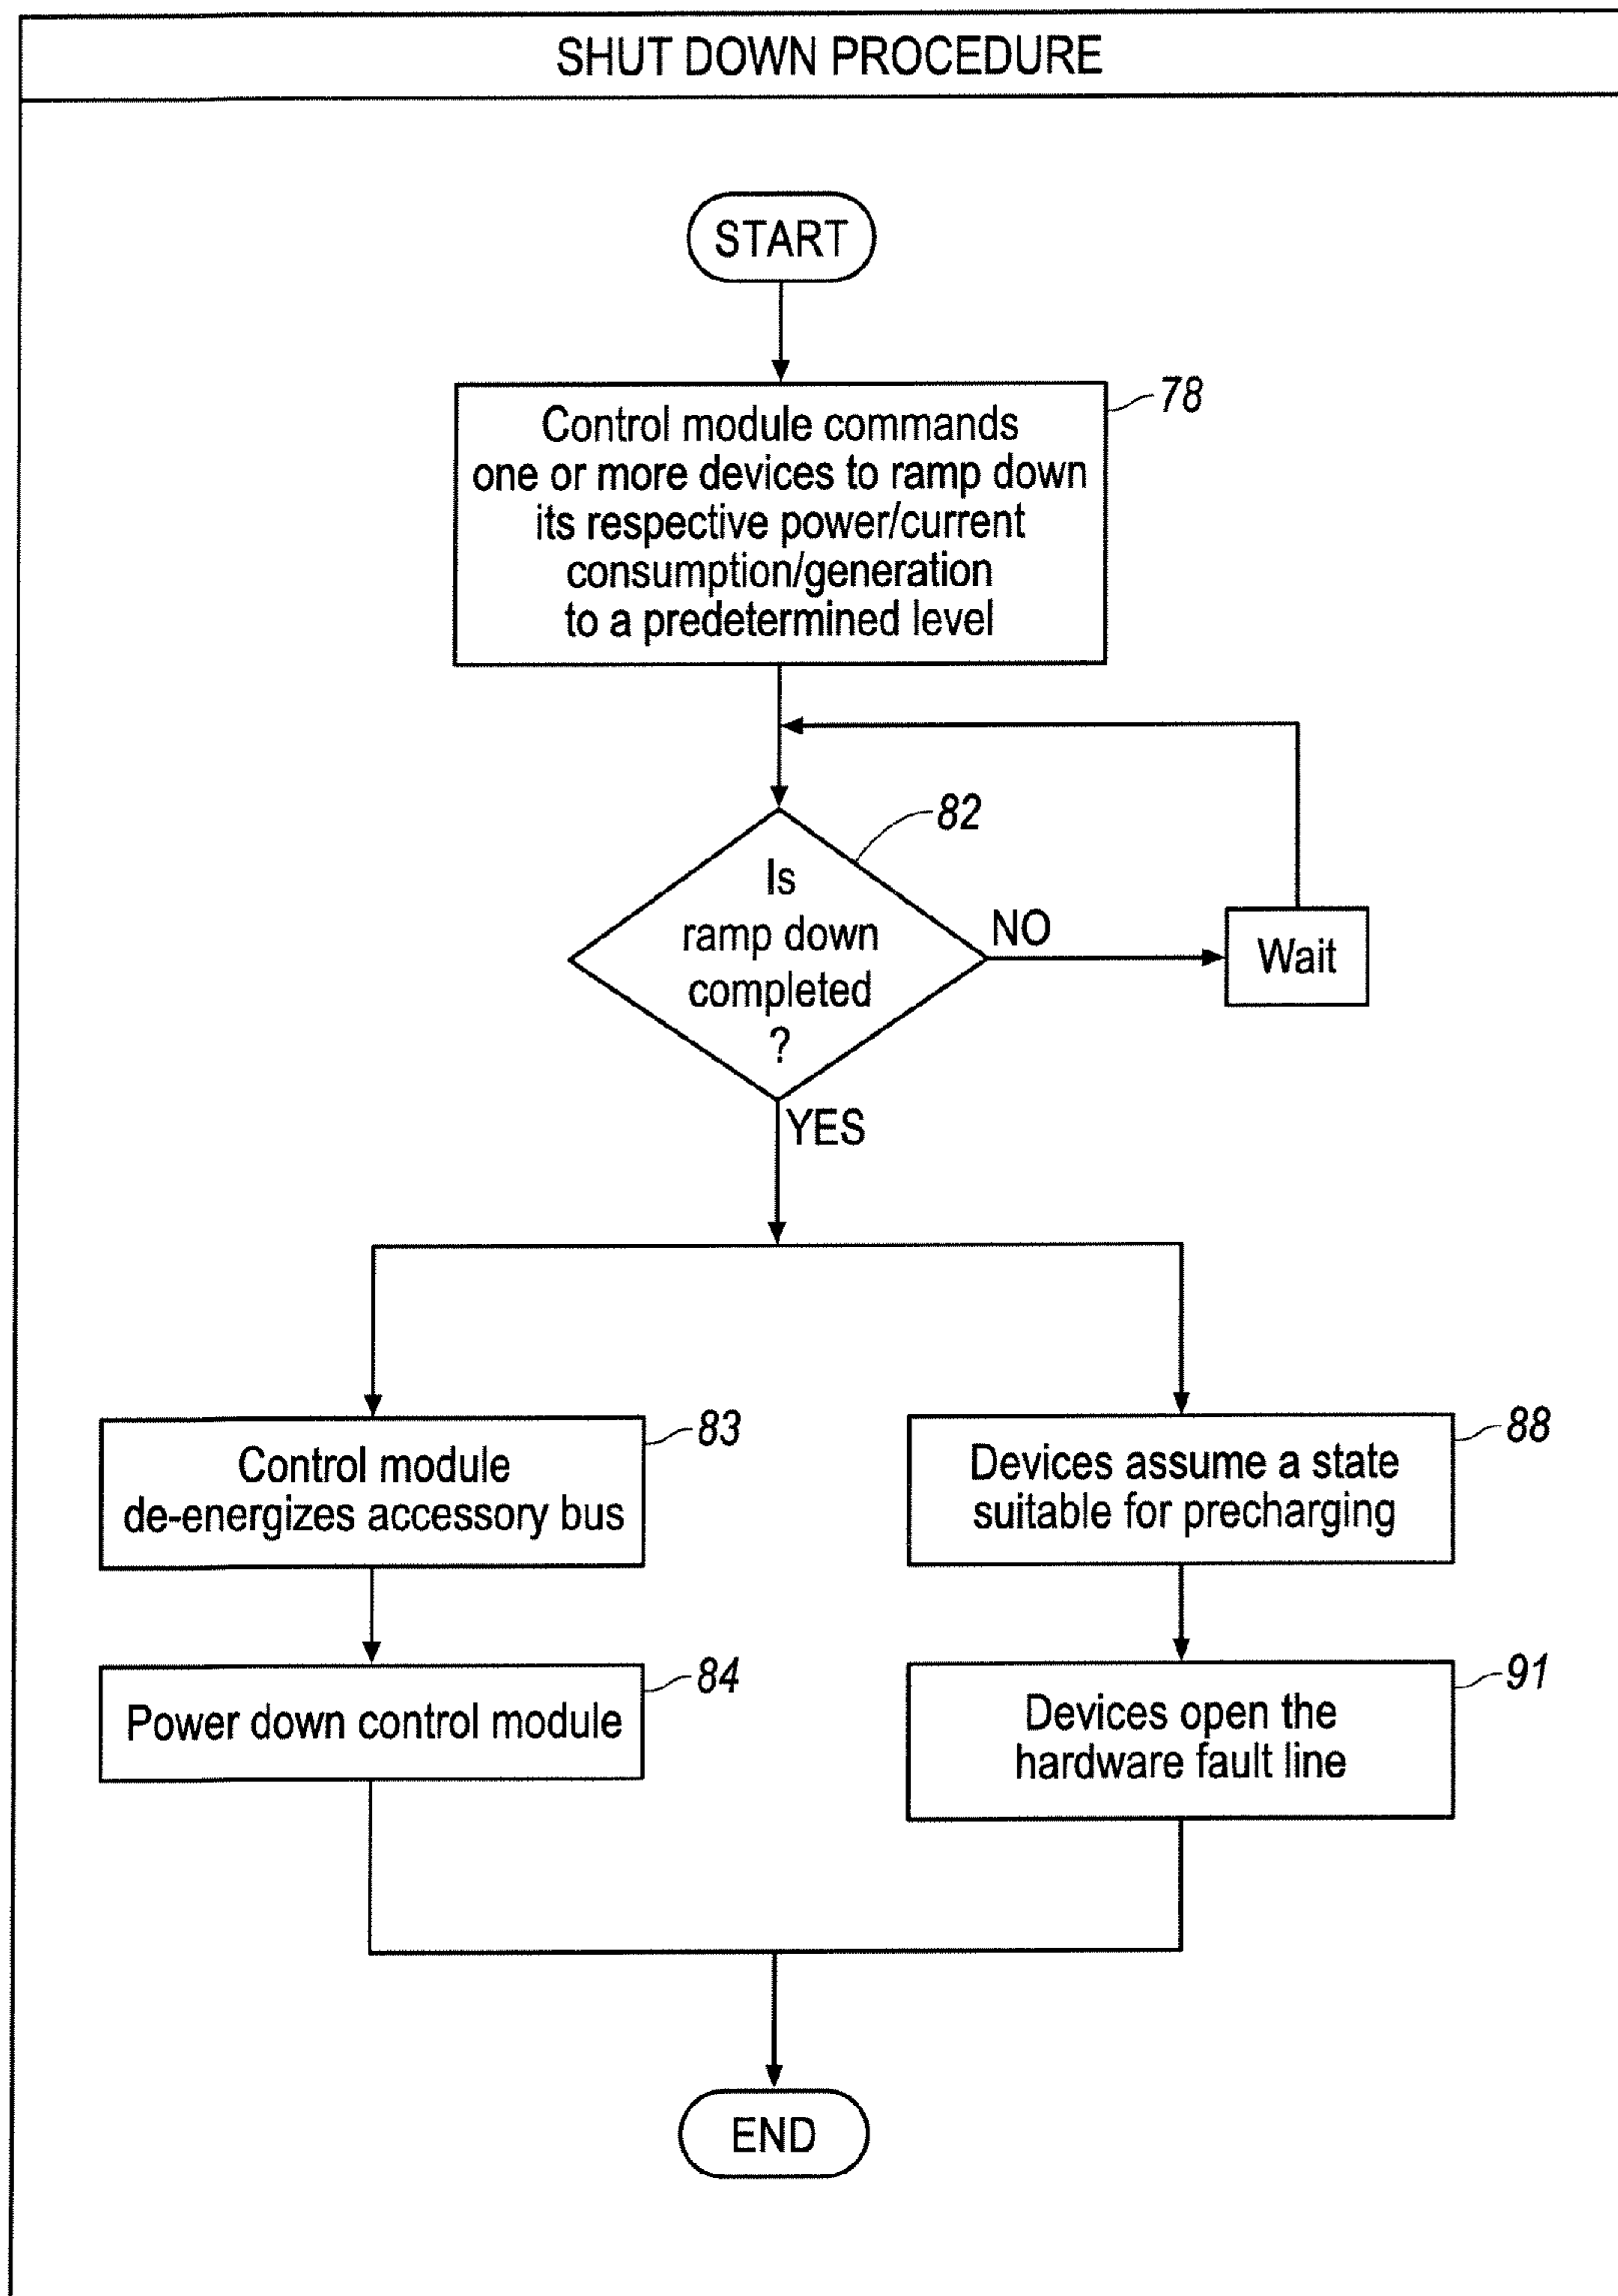 SHUT DOWN PROCEDURE
START
78
Control module commands
one or more devices to ramp down
its respective power/current
consumption/generation
to a predetermined level
82
Is
ramp down
completed
?
NO
Wait
YES
83
Control module
de-energizes accessory bus
88
Devices assume a state
suitable for precharging
84
Power down control module
91
Devices open the
hardware fault line
END